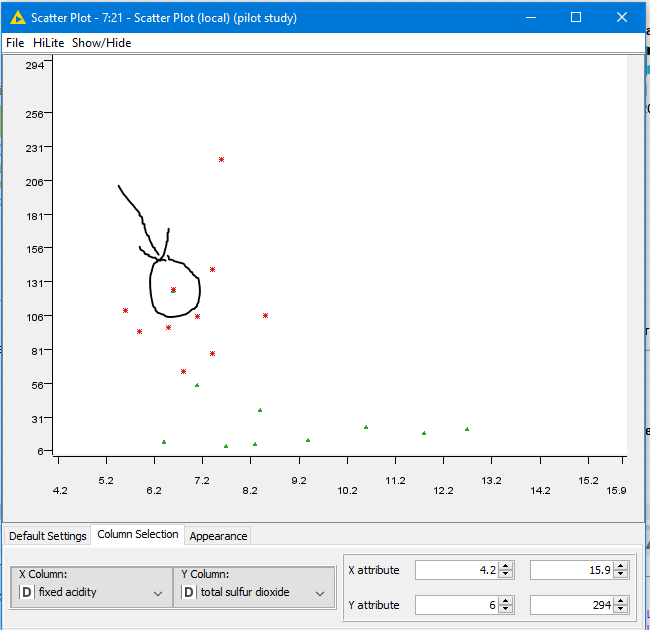 Scatter Plot - 7:21 - Scatter Plot (local) (pilot study)
File HiLite Show/Hide
294
256
231
206
181
156
131
106
81
56
31
6
4.2 5.2 6.2 7.2 8.2 9.2 10.2 11.2 12.2 13.2 14.2 15.2 15.9
Default Settings Column Selection Appearance
X Column: Y Column:
D fixed acidity D total sulfur dioxide
X attribute 4.2 15.9
Y attribute 6 294